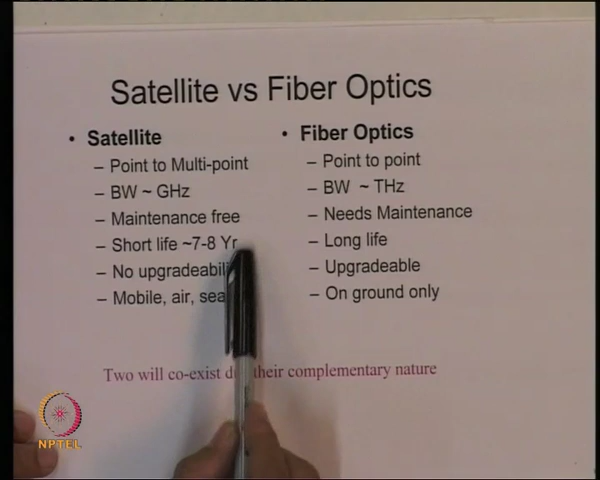 Satellite vs Fiber Optics
• Satellite
– Point to Multi-point
– BW ~ GHz
– Maintenance free
– Short life ~7-8 Yr
– No upgradeabili
– Mobile, air, sea
• Fiber Optics
– Point to point
– BW ~ THz
– Needs Maintenance
– Long life
– Upgradeable
– On ground only
Two will co-exist d their complementary nature
NPTEL